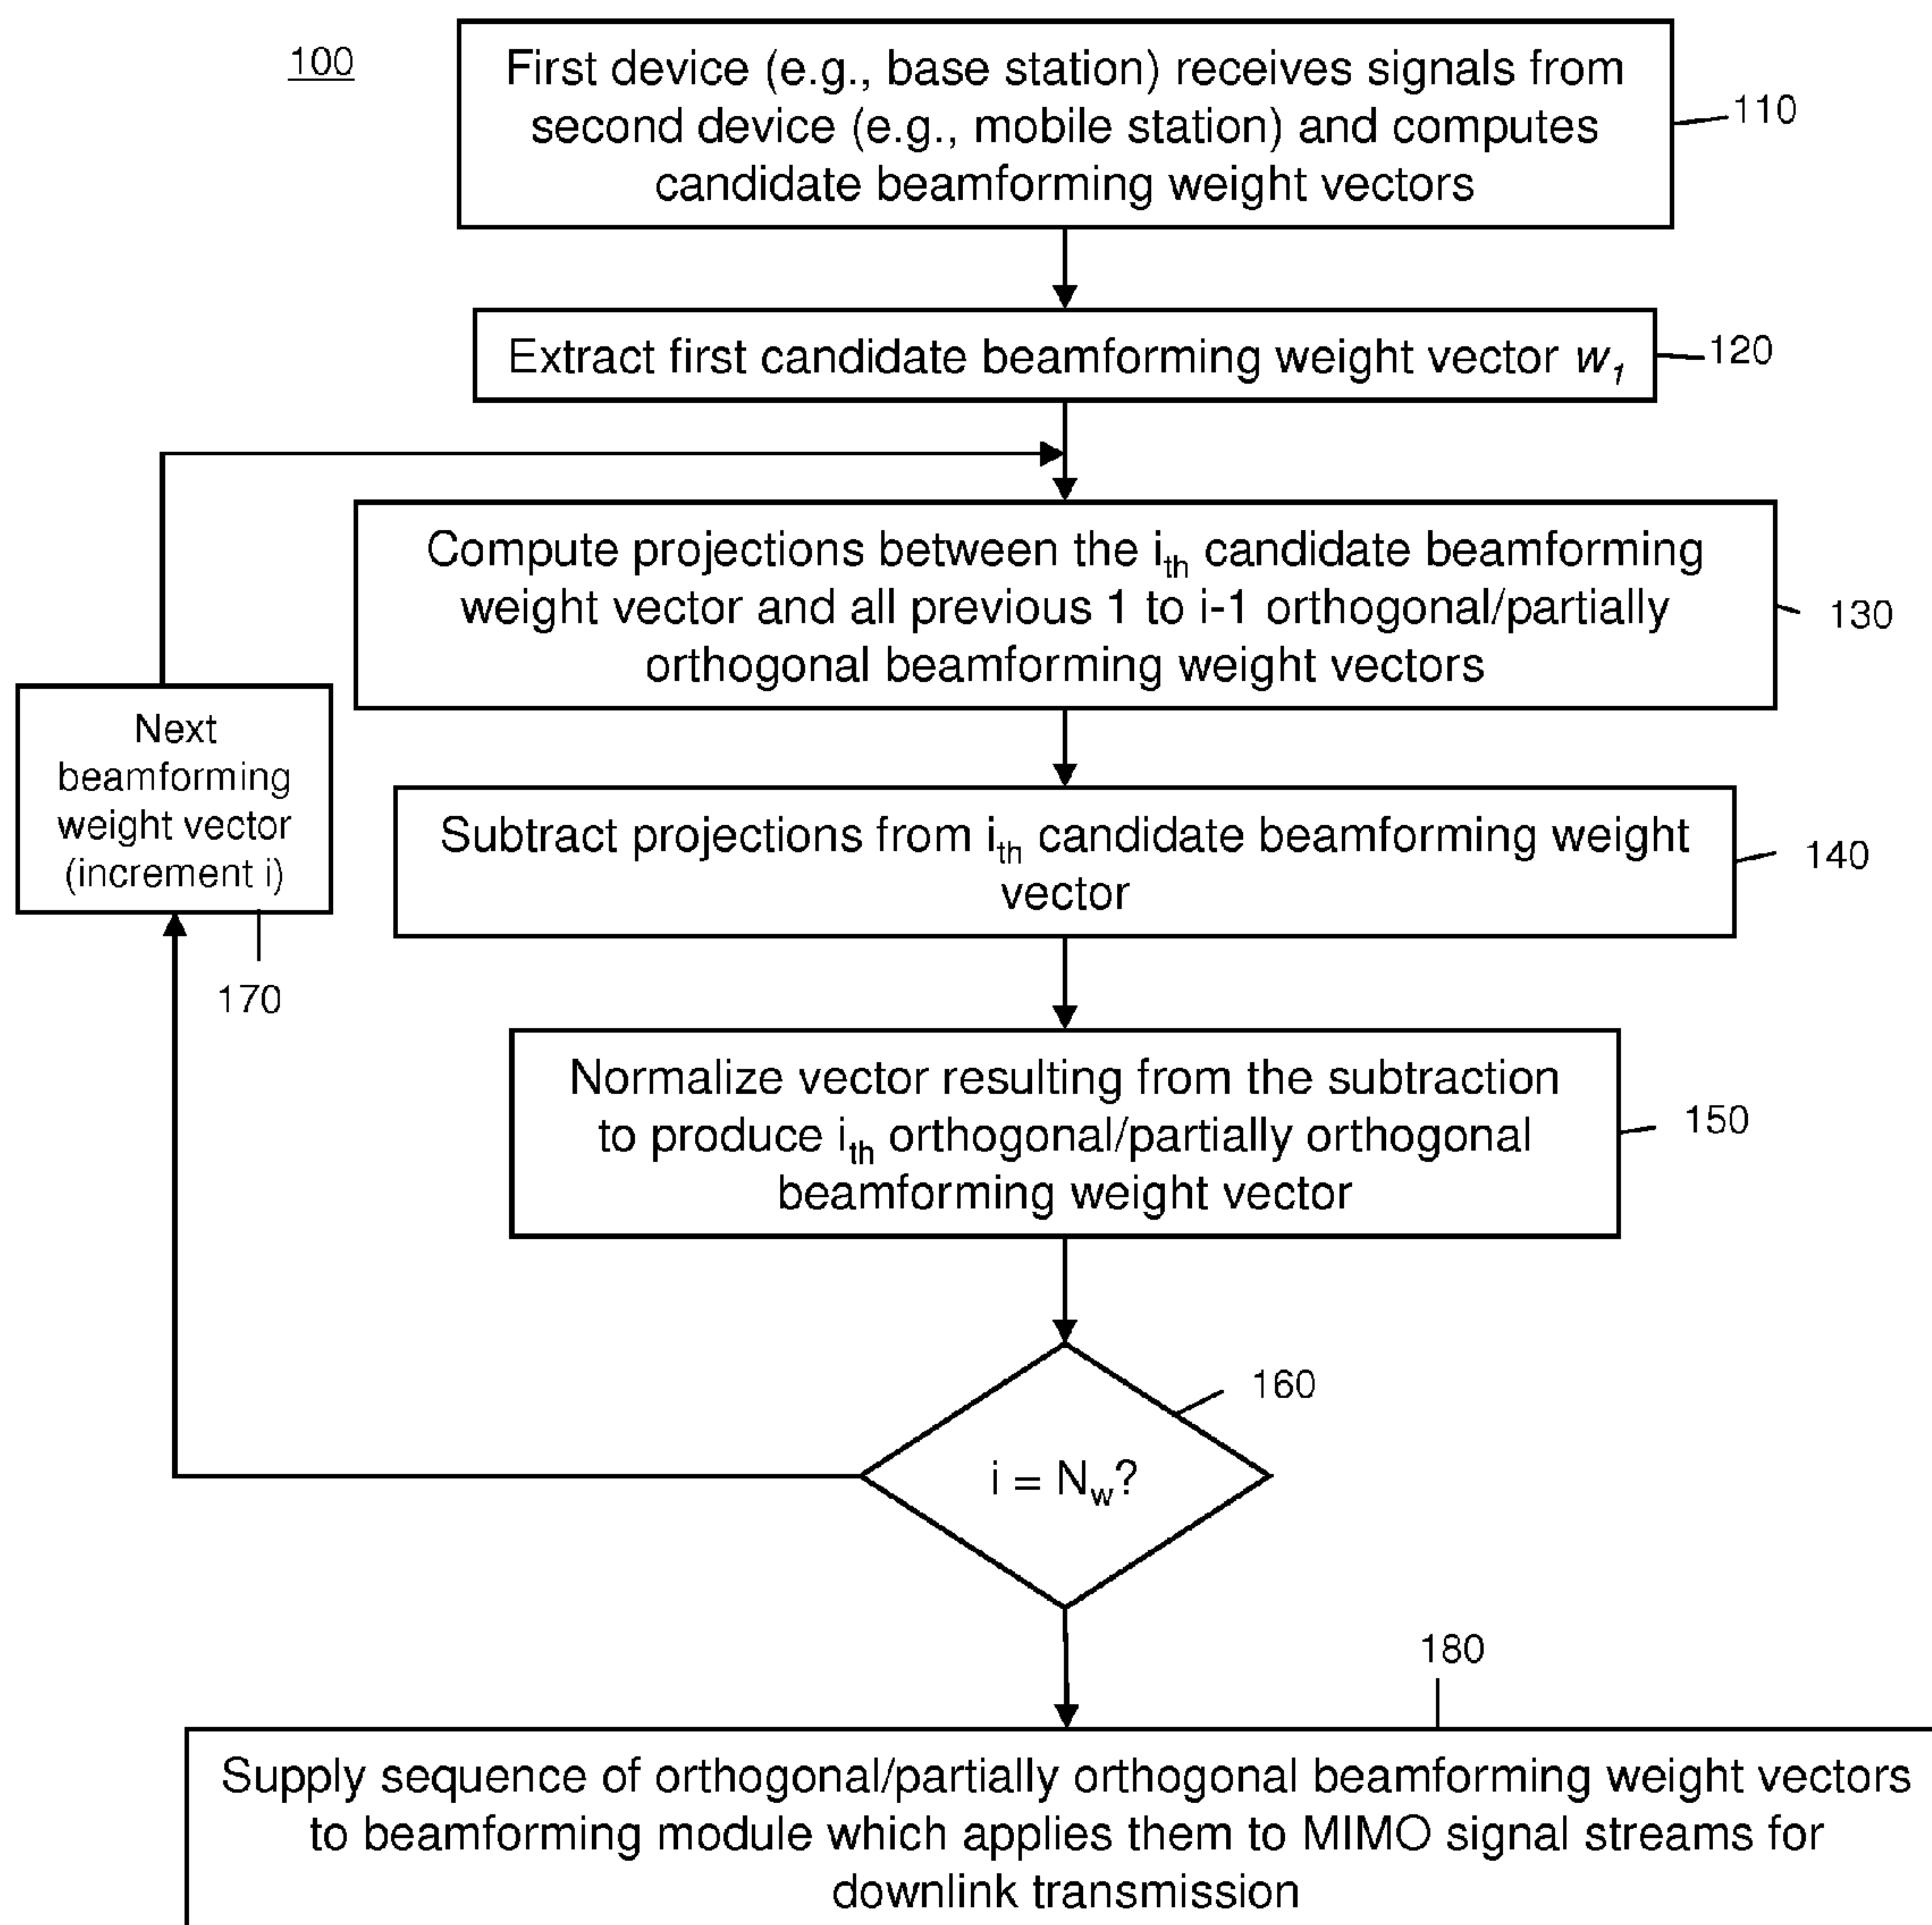 100
First device (e.g., base station) receives signals from
second device (e.g., mobile station) and computes
candidate beamforming weight vectors
110
Extract first candidate beamforming weight vector w₁
120
Compute projections between the iₜₕ candidate beamforming
weight vector and all previous 1 to i-1 orthogonal/partially
orthogonal beamforming weight vectors
130
Next
beamforming
weight vector
(increment i)
170
Subtract projections from iₜₕ candidate beamforming weight
vector
140
Normalize vector resulting from the subtraction
to produce iₜₕ orthogonal/partially orthogonal
beamforming weight vector
150
160
i = N_w?
180
Supply sequence of orthogonal/partially orthogonal beamforming weight vectors
to beamforming module which applies them to MIMO signal streams for
downlink transmission